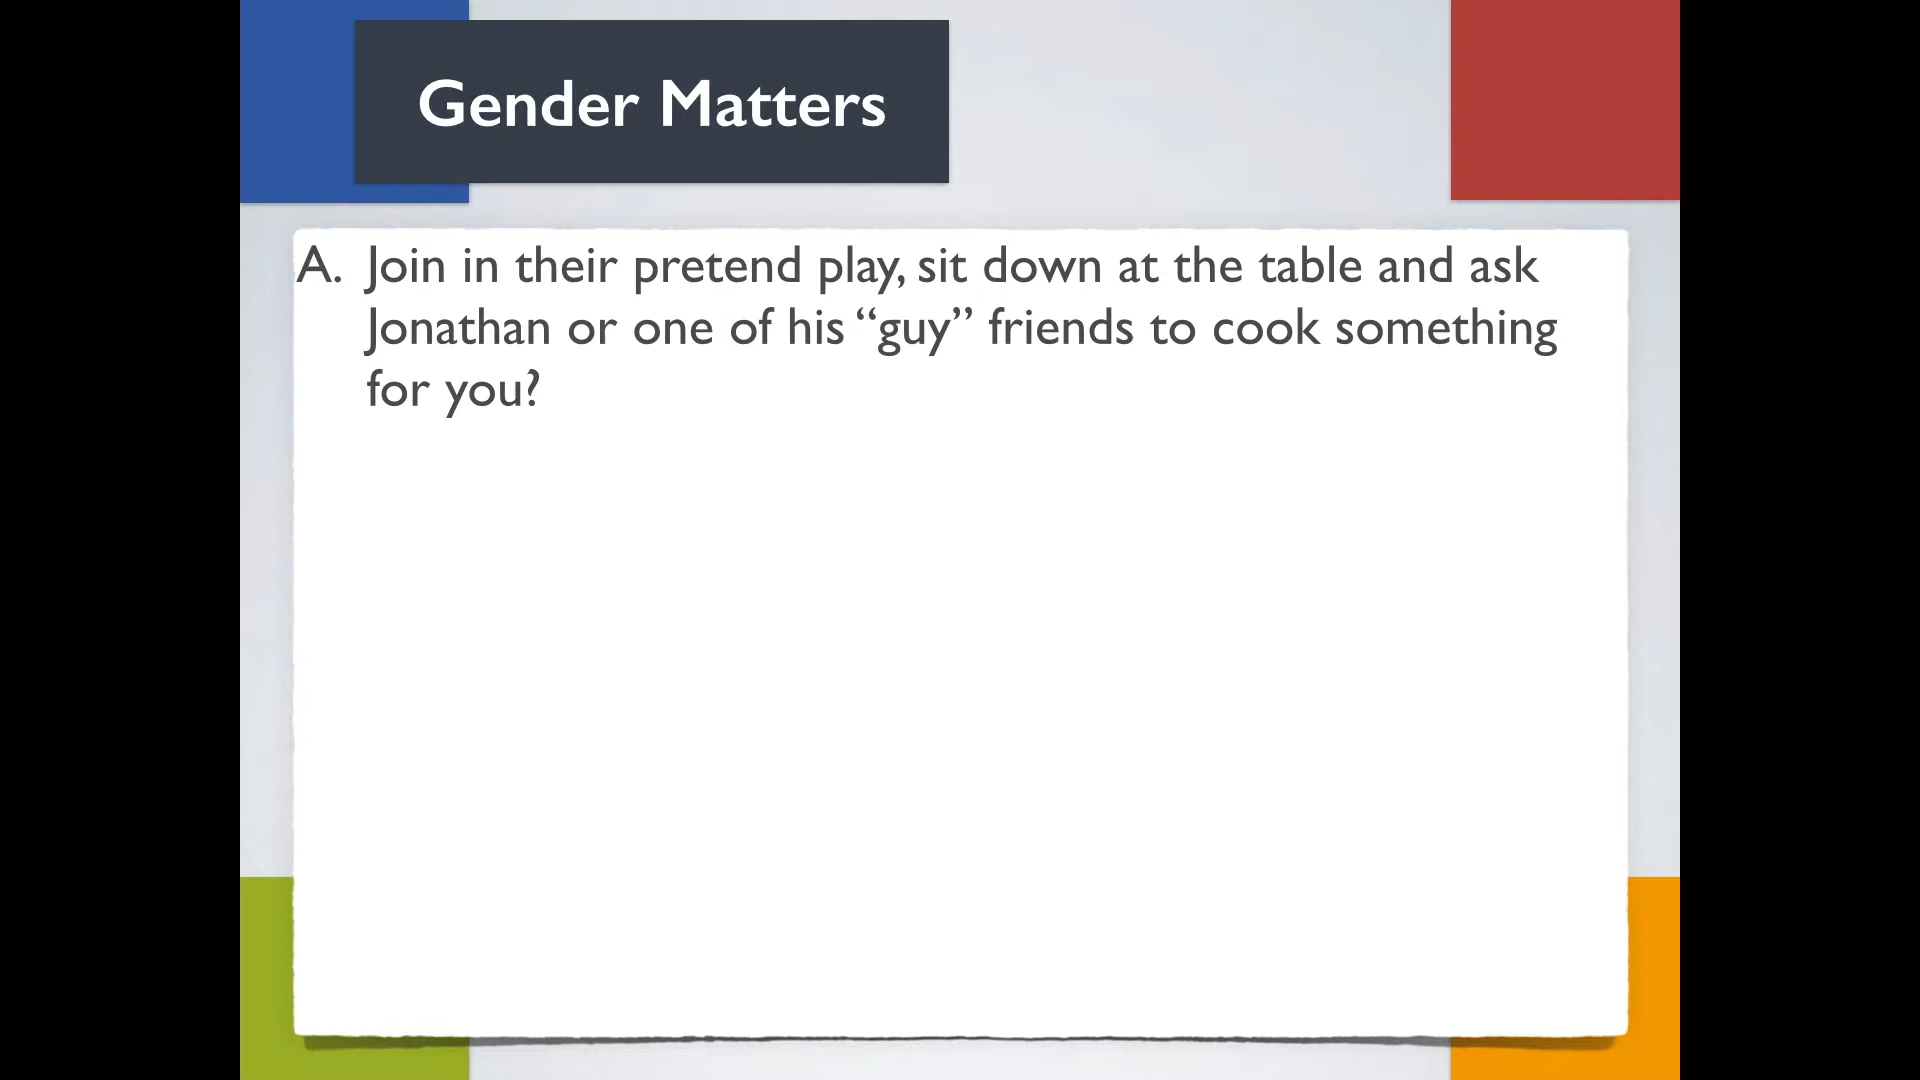 Gender Matters
A. Join in their pretend play, sit down at the table and ask
Jonathan or one of his “guy” friends to cook something
for you?